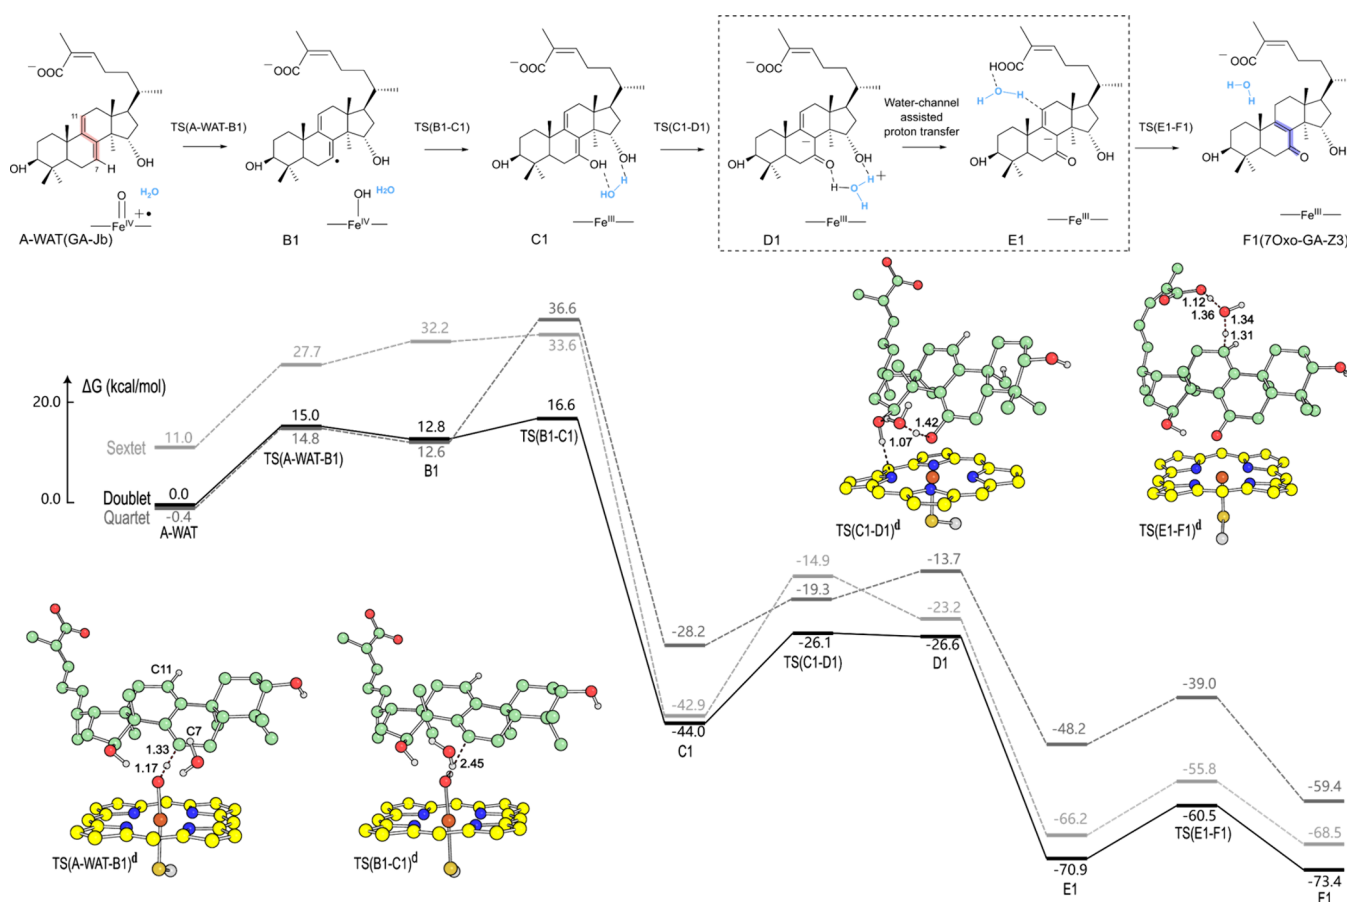 ⁻OOC
11
7
H
HO
OH
H₂O
O
Fe^IV + •
A-WAT(GA-Jb)
TS(A-WAT-B1)
⁻OOC
HO
OH
OH H₂O
Fe^IV
B1
TS(B1-C1)
⁻OOC
HO
OH
OH
H
HO
Fe^III
C1
TS(C1-D1)
⁻OOC
HO
−
O
OH
H O H +
H
Fe^III
D1
Water-channel
assisted
proton transfer
HOOC
H O H
HO
−
O
OH
Fe^III
E1
TS(E1-F1)
⁻OOC
H O
H
HO
O
OH
Fe^III
F1(7Oxo-GA-Z3)
ΔG (kcal/mol)
20.0
0.0
Sextet
11.0
27.7
32.2
36.6
33.6
Doublet
Quartet
0.0
-0.4
A-WAT
15.0
14.8
TS(A-WAT-B1)
12.8
12.6
B1
16.6
TS(B1-C1)
-28.2
-42.9
-44.0
C1
-14.9
-19.3
-26.1
TS(C1-D1)
-13.7
-23.2
-26.6
D1
-48.2
-66.2
-70.9
E1
-39.0
-55.8
-60.5
TS(E1-F1)
-59.4
-68.5
-73.4
F1
1.42
1.07
TS(C1-D1)^d
1.12
1.36
1.34
1.31
TS(E1-F1)^d
C11
C7
1.33
1.17
TS(A-WAT-B1)^d
2.45
TS(B1-C1)^d